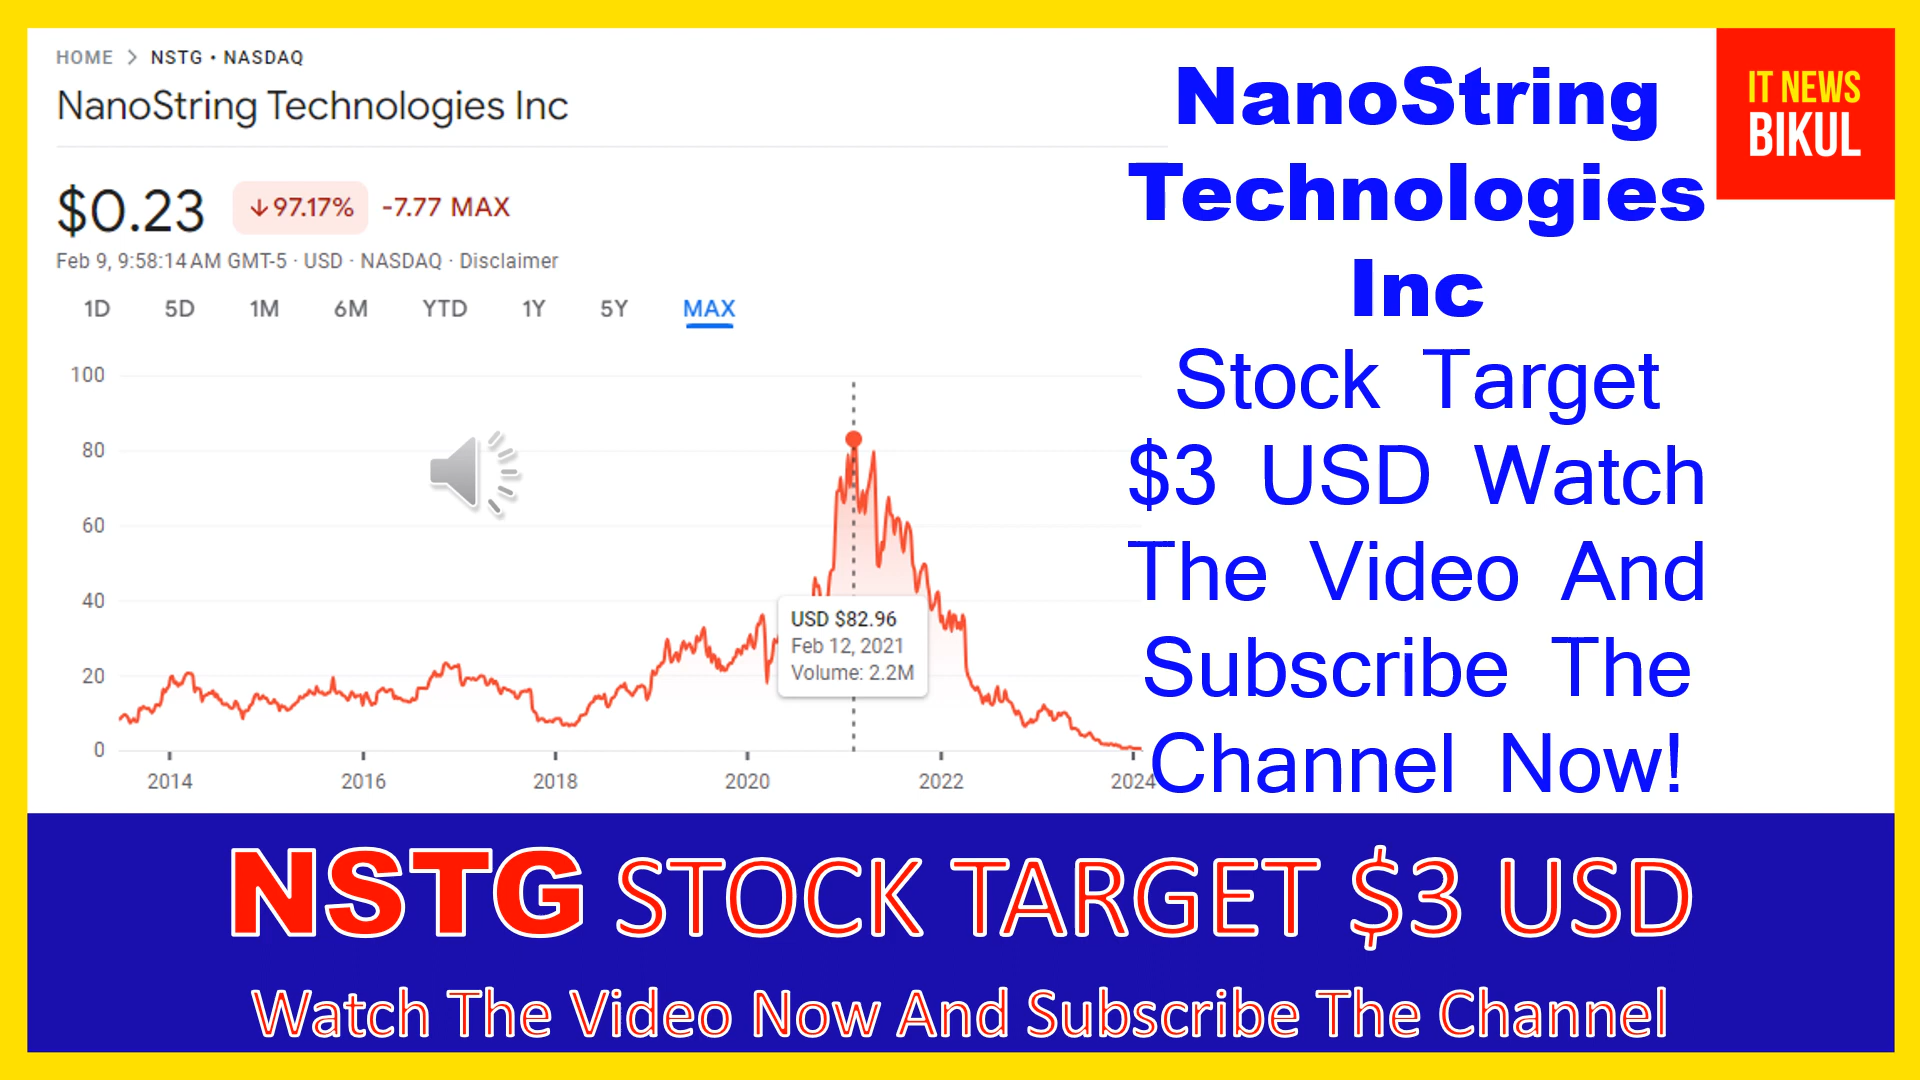 HOME > NSTG • NASDAQ
NanoString Technologies Inc
$0.23 ↓97.17% -7.77 MAX
Feb 9, 9:58:14 AM GMT-5 · USD · NASDAQ · Disclaimer
1D 5D 1M 6M YTD 1Y 5Y MAX
100
80
60
40
20
0
USD $82.96
Feb 12, 2021
Volume: 2.2M
2014 2016 2018 2020 2022 2024
NanoString
Technologies
Inc
Stock Target
$3 USD Watch
The Video And
Subscribe The
Channel Now!
IT NEWS
BIKUL
NSTG STOCK TARGET $3 USD
Watch The Video Now And Subscribe The Channel